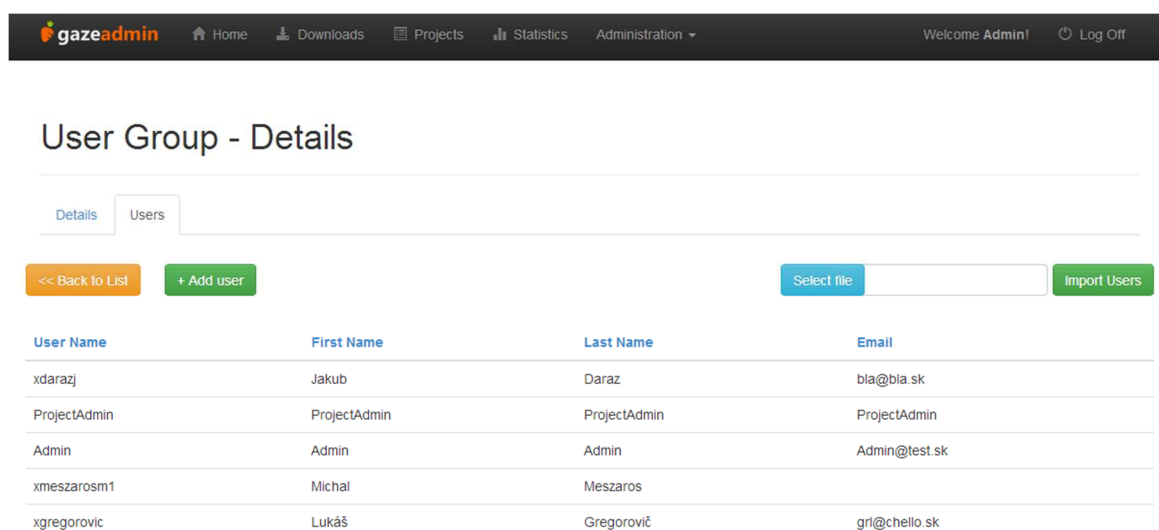 gazeadmin Home Downloads Projects Statistics Administration Welcome Admin! Log Off
User Group - Details
Details Users
<< Back to List + Add user Select file Import Users
User Name First Name Last Name Email
xdarazj Jakub Daraz bla@bla.sk
ProjectAdmin ProjectAdmin ProjectAdmin ProjectAdmin
Admin Admin Admin Admin@test.sk
xmeszarosm1 Michal Meszaros
xgregorovic Lukáš Gregorovič grl@chello.sk